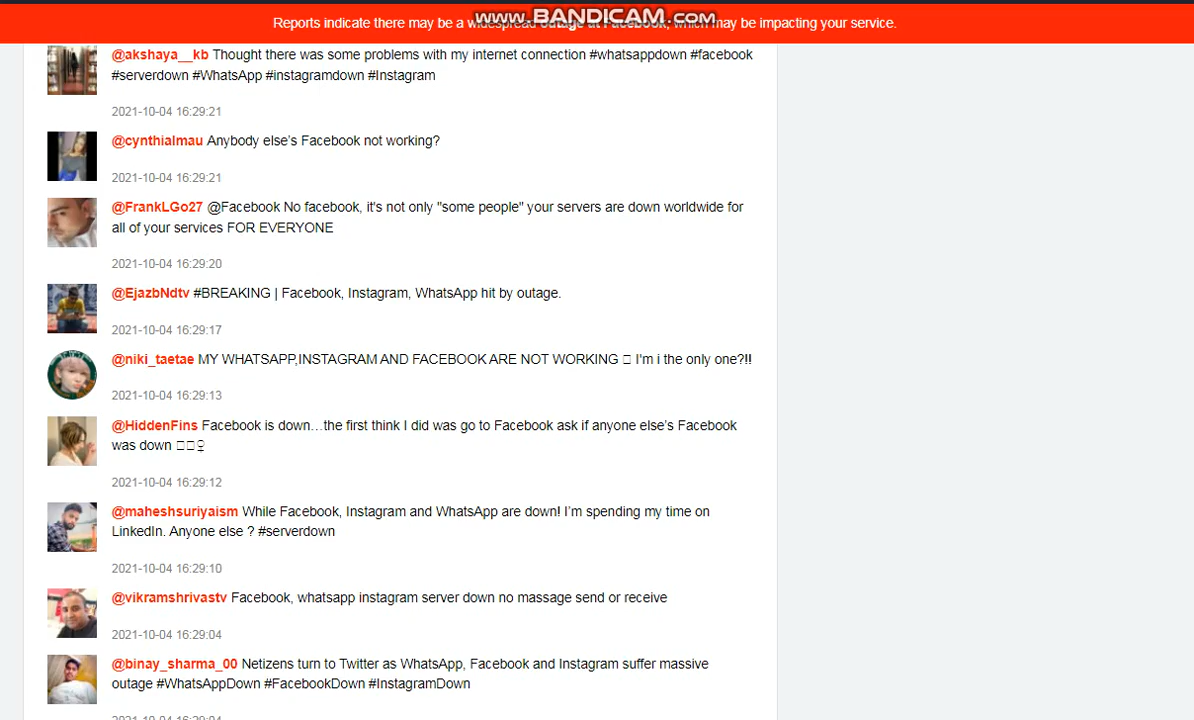 Reports indicate there may be a widespread outage at Facebook, which may be impacting your service.
www.BANDICAM.com
@akshaya__kb Thought there was some problems with my internet connection #whatsappdown #facebook
#serverdown #WhatsApp #instagramdown #Instagram
2021-10-04 16:29:21
@cynthialmau Anybody else's Facebook not working?
2021-10-04 16:29:21
@FrankLGo27 @Facebook No facebook, it's not only "some people" your servers are down worldwide for
all of your services FOR EVERYONE
2021-10-04 16:29:20
@EjazbNdtv #BREAKING | Facebook, Instagram, WhatsApp hit by outage.
2021-10-04 16:29:17
@niki_taetae MY WHATSAPP,INSTAGRAM AND FACEBOOK ARE NOT WORKING □ I'm i the only one?!!
2021-10-04 16:29:13
@HiddenFins Facebook is down…the first think I did was go to Facebook ask if anyone else's Facebook
was down □□♀
2021-10-04 16:29:12
@maheshsuriyaism While Facebook, Instagram and WhatsApp are down! I'm spending my time on
LinkedIn. Anyone else ? #serverdown
2021-10-04 16:29:10
@vikramshrivastv Facebook, whatsapp instagram server down no massage send or receive
2021-10-04 16:29:04
@binay_sharma_00 Netizens turn to Twitter as WhatsApp, Facebook and Instagram suffer massive
outage #WhatsAppDown #FacebookDown #InstagramDown
2021-10-04 16:29:04